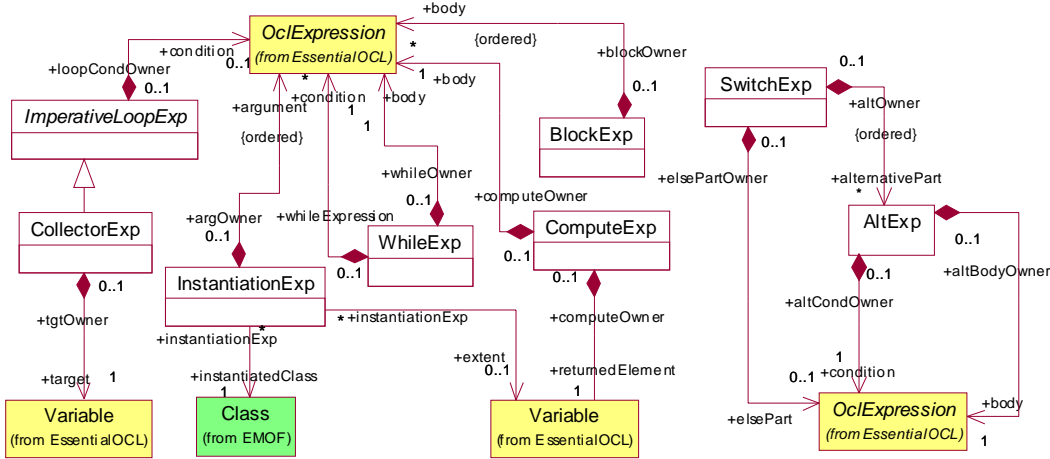 +body
OclExpression
(from EssentialOCL)
*
{ordered}
+condition
0..1
*
1
+body
+blockOwner
0..1
0..1
SwitchExp
+altOwner
{ordered}
+loopCondOwner
0..1
ImperativeLoopExp
+argument
{ordered}
+condition
1
+body
1
BlockExp
0..1
+elsePartOwner
+alternativePart
*
+whileOwner
0..1
+computeOwner
CollectorExp
0..1
+argOwner
0..1
+whileExpression
0..1
WhileExp
ComputeExp
0..1
0..1
AltExp
0..1
0..1
+altBodyOwner
InstantiationExp
+tgtOwner
*
+instantiationExp
*
+instantiationExp
+computeOwner
+altCondOwner
+target
1
+instantiatedClass
1
+extent
0..1
+returnedElement
1
1
+condition
0..1
+elsePart
+body
1
Variable
(from EssentialOCL)
Class
(from EMOF)
Variable
(from EssentialOCL)
OclExpression
(from EssentialOCL)